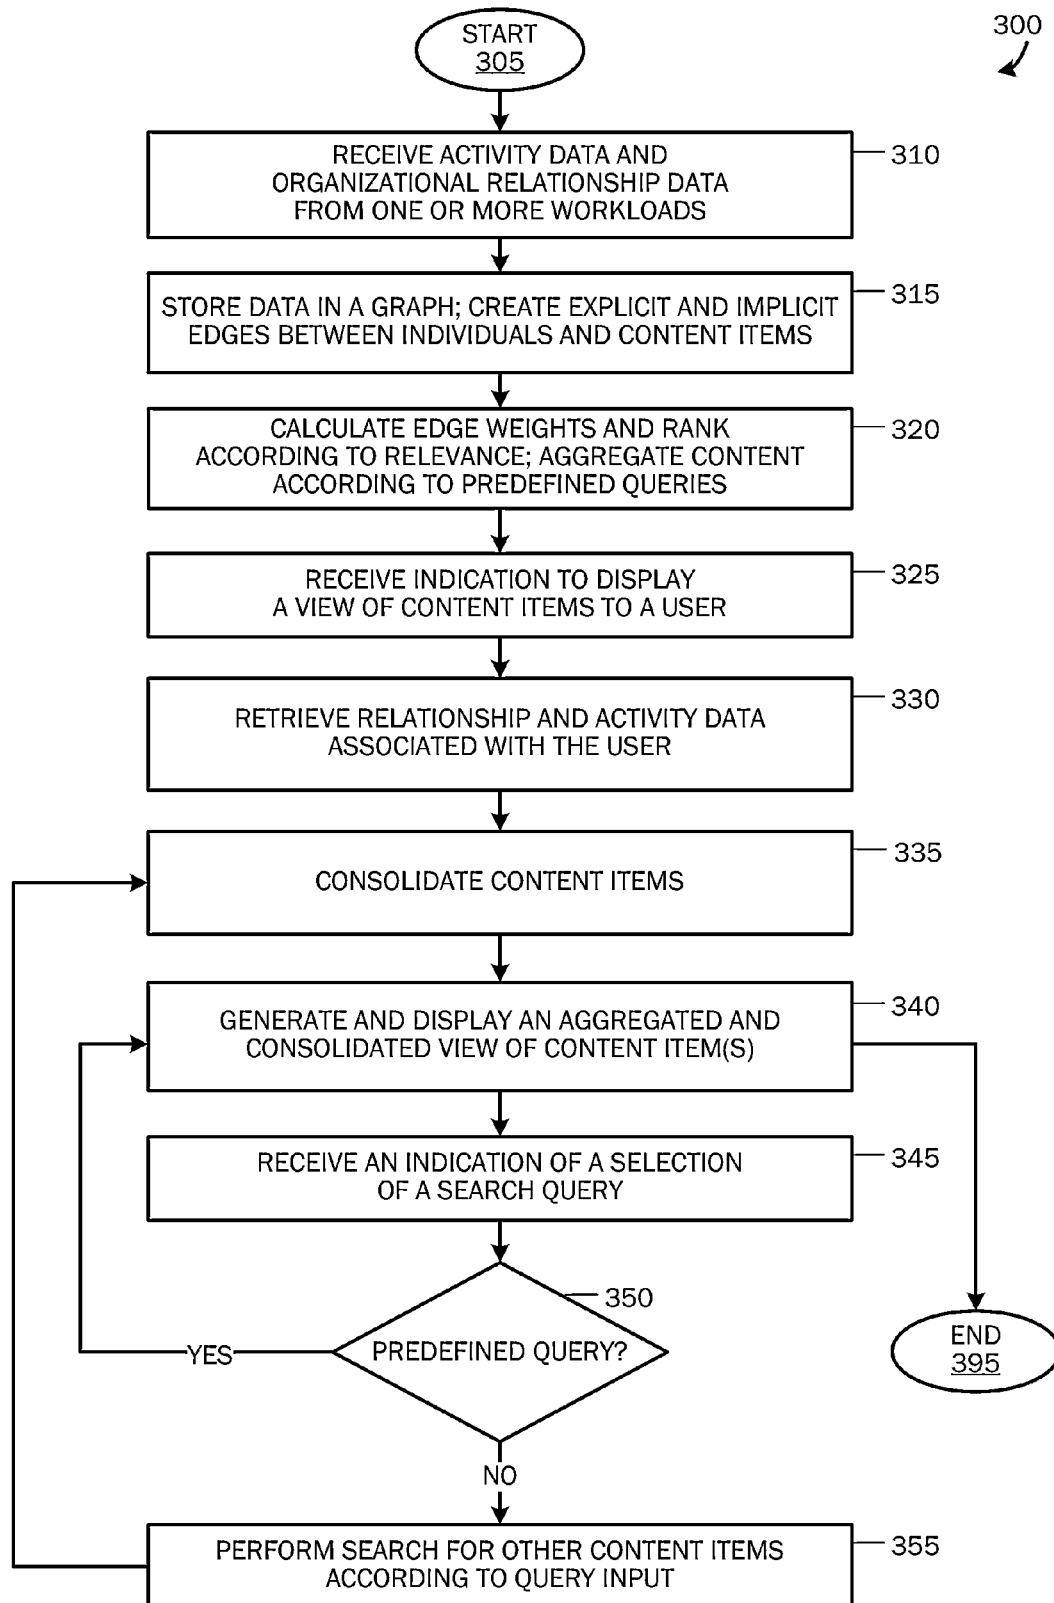 START
305
300
RECEIVE ACTIVITY DATA AND
ORGANIZATIONAL RELATIONSHIP DATA
FROM ONE OR MORE WORKLOADS
310
STORE DATA IN A GRAPH; CREATE EXPLICIT AND IMPLICIT
EDGES BETWEEN INDIVIDUALS AND CONTENT ITEMS
315
CALCULATE EDGE WEIGHTS AND RANK
ACCORDING TO RELEVANCE; AGGREGATE CONTENT
ACCORDING TO PREDEFINED QUERIES
320
RECEIVE INDICATION TO DISPLAY
A VIEW OF CONTENT ITEMS TO A USER
325
RETRIEVE RELATIONSHIP AND ACTIVITY DATA
ASSOCIATED WITH THE USER
330
CONSOLIDATE CONTENT ITEMS
335
GENERATE AND DISPLAY AN AGGREGATED AND
CONSOLIDATED VIEW OF CONTENT ITEM(S)
340
RECEIVE AN INDICATION OF A SELECTION
OF A SEARCH QUERY
345
PREDEFINED QUERY?
350
YES
END
395
NO
PERFORM SEARCH FOR OTHER CONTENT ITEMS
ACCORDING TO QUERY INPUT
355